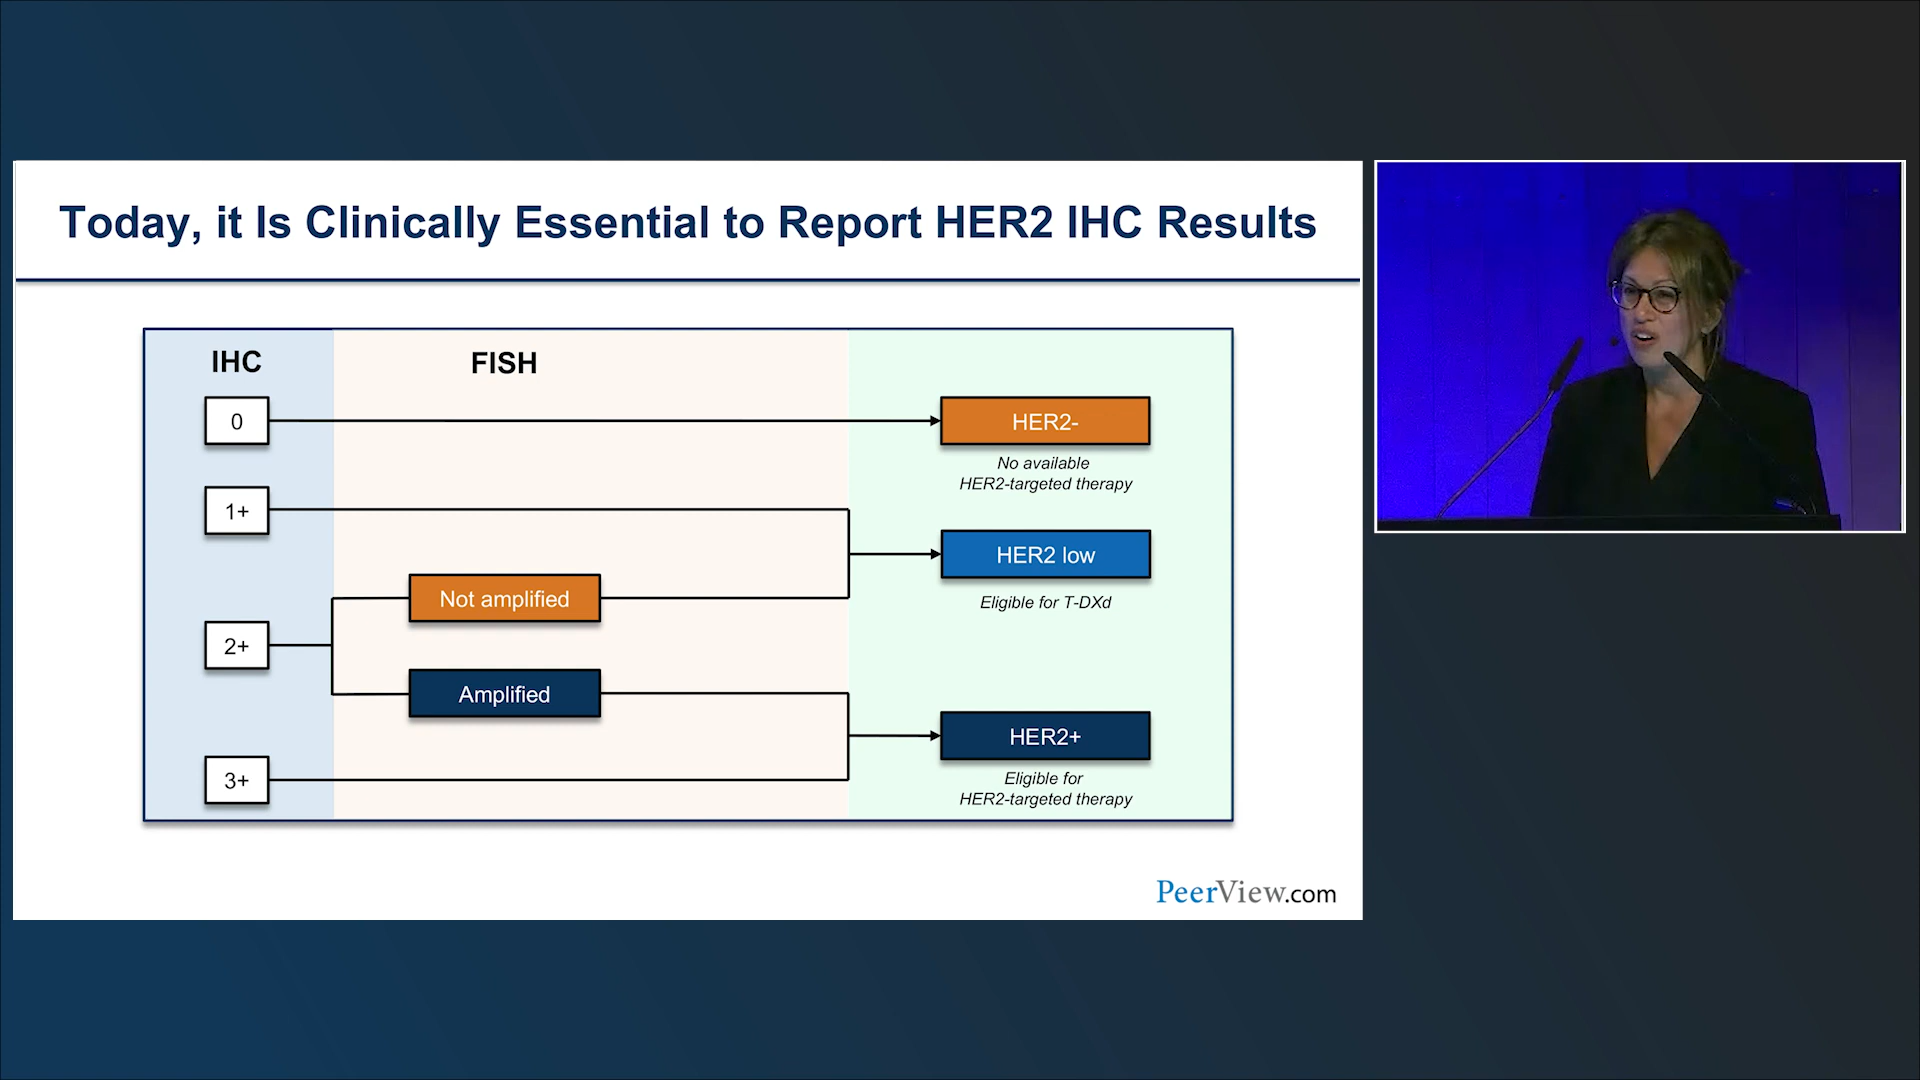 Today, it Is Clinically Essential to Report HER2 IHC Results
IHC
FISH
0
HER2-
No available
HER2-targeted therapy
1+
HER2 low
Eligible for T-DXd
Not amplified
2+
Amplified
HER2+
Eligible for
HER2-targeted therapy
3+
PeerView.com